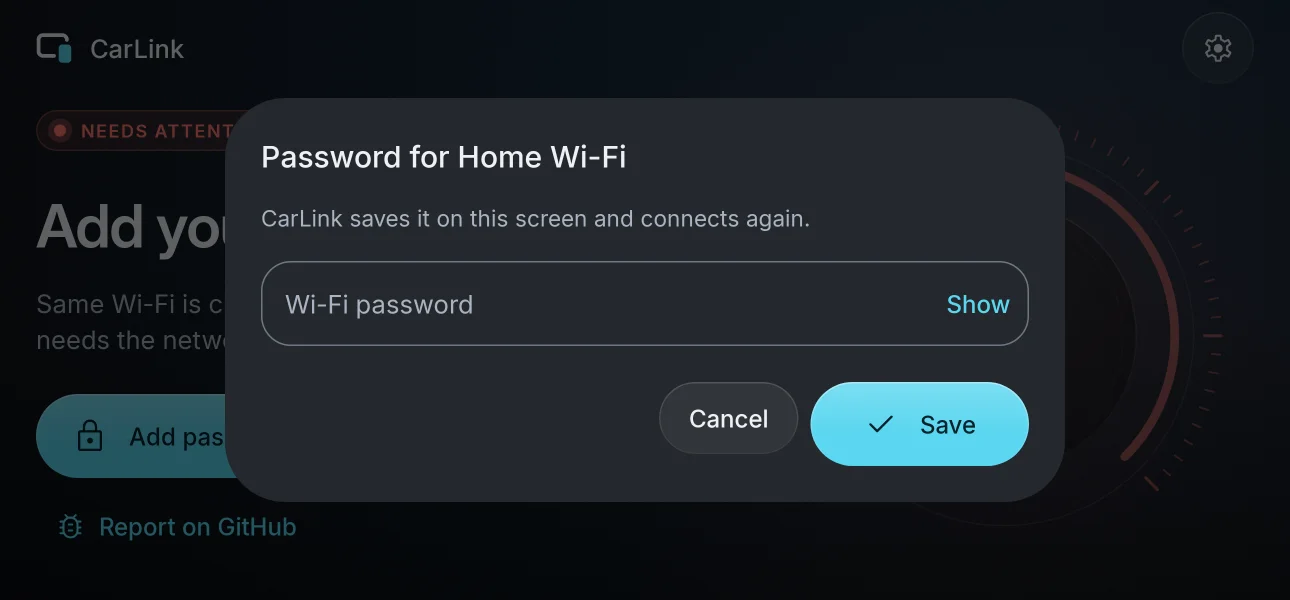 CarLink
NEEDS ATTENT
Password for Home Wi-Fi
CarLink saves it on this screen and connects again.
Add you
Same Wi-Fi is c
needs the netw
Wi-Fi password
Show
Cancel
Save
Add pas
Report on GitHub